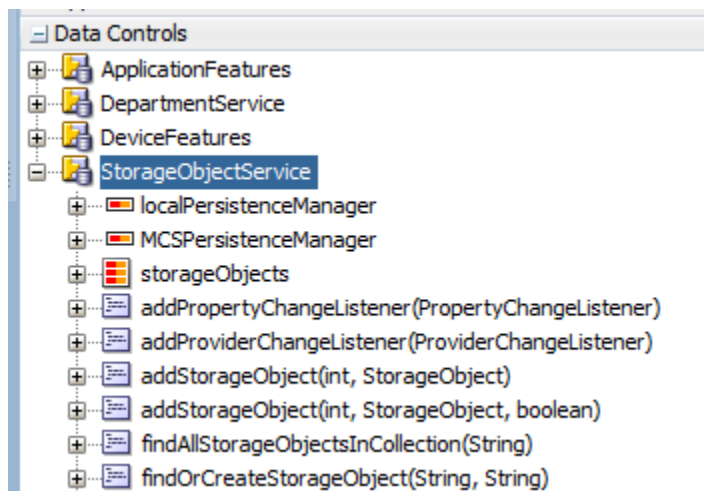 Data Controls
ApplicationFeatures
DepartmentService
DeviceFeatures
StorageObjectService
localPersistenceManager
MCSPersistenceManager
storageObjects
addPropertyChangeListener(PropertyChangeListener)
addProviderChangeListener(ProviderChangeListener)
addStorageObject(int, StorageObject)
addStorageObject(int, StorageObject, boolean)
findAllStorageObjectsInCollection(String)
findOrCreateStorageObject(String, String)